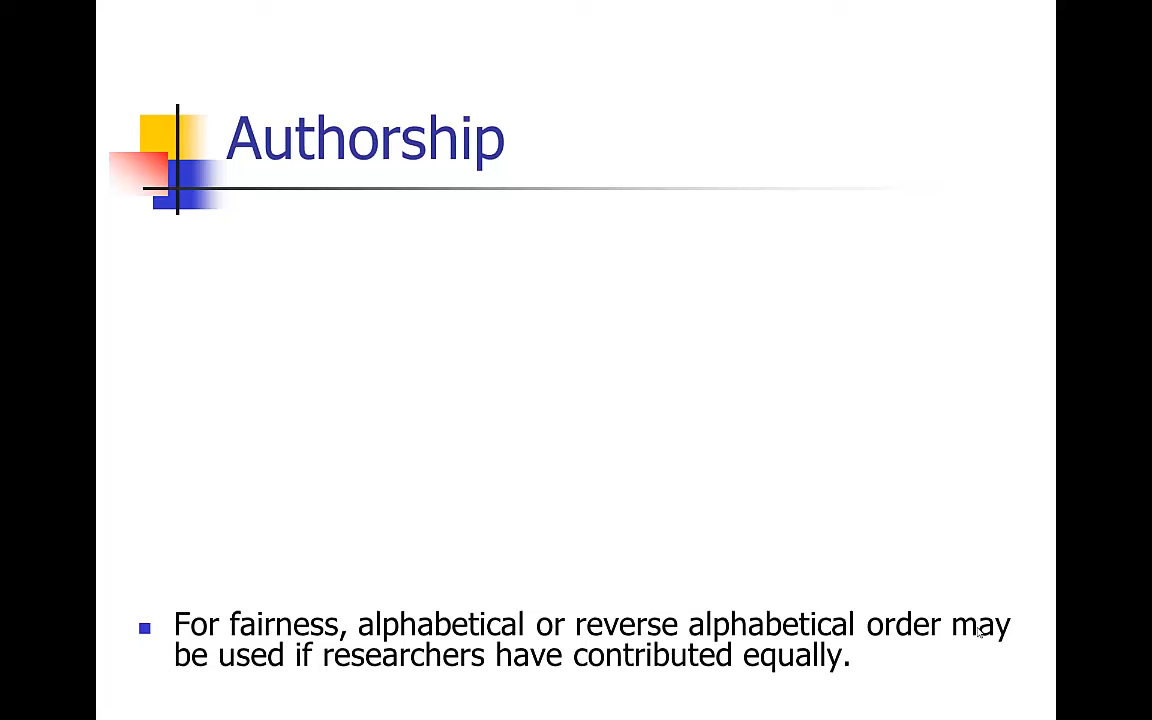 Authorship
For fairness, alphabetical or reverse alphabetical order may
be used if researchers have contributed equally.